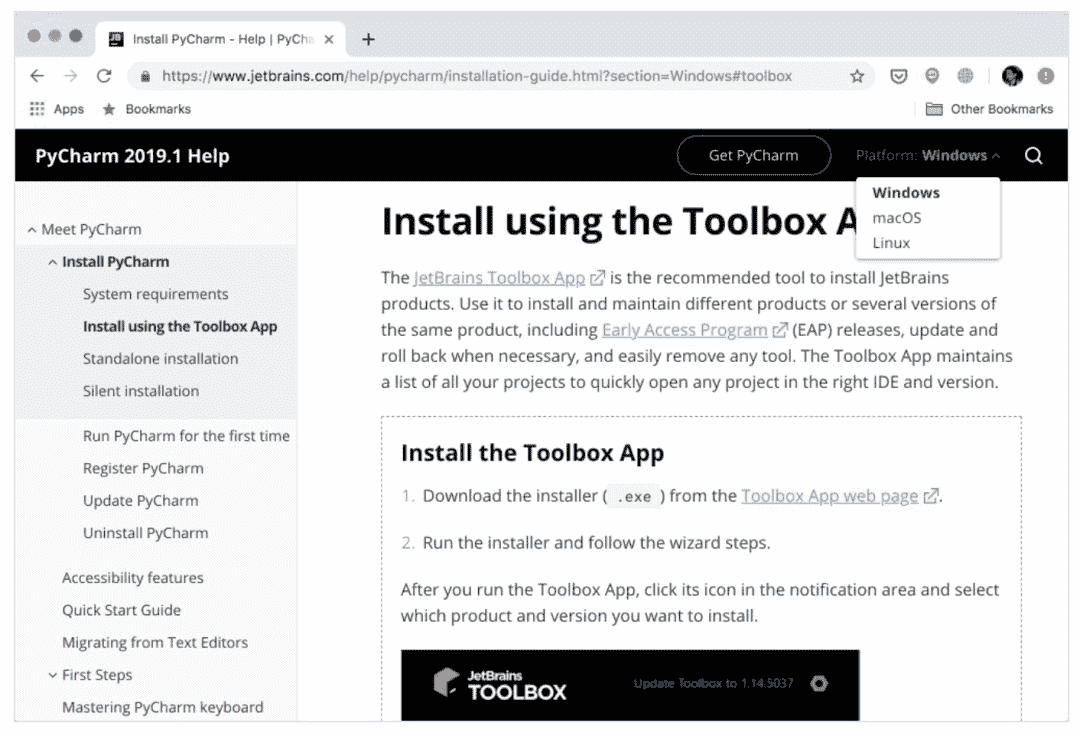 Install PyCharm - Help | PyCha
https://www.jetbrains.com/help/pycharm/installation-guide.html?section=Windows#toolbox
Apps
Bookmarks
Other Bookmarks
PyCharm 2019.1 Help
Get PyCharm
Platform: Windows
Windows
macOS
Linux
Meet PyCharm
Install PyCharm
System requirements
Install using the Toolbox App
Standalone installation
Silent installation
Run PyCharm for the first time
Register PyCharm
Update PyCharm
Uninstall PyCharm
Accessibility features
Quick Start Guide
Migrating from Text Editors
First Steps
Mastering PyCharm keyboard
Install using the Toolbox A
The JetBrains Toolbox App is the recommended tool to install JetBrains
products. Use it to install and maintain different products or several versions of
the same product, including Early Access Program (EAP) releases, update and
roll back when necessary, and easily remove any tool. The Toolbox App maintains
a list of all your projects to quickly open any project in the right IDE and version.
Install the Toolbox App
1. Download the installer ( .exe ) from the Toolbox App web page.
2. Run the installer and follow the wizard steps.
After you run the Toolbox App, click its icon in the notification area and select
which product and version you want to install.
JetBrains
TOOLBOX
Update Toolbox to 1.14.5037